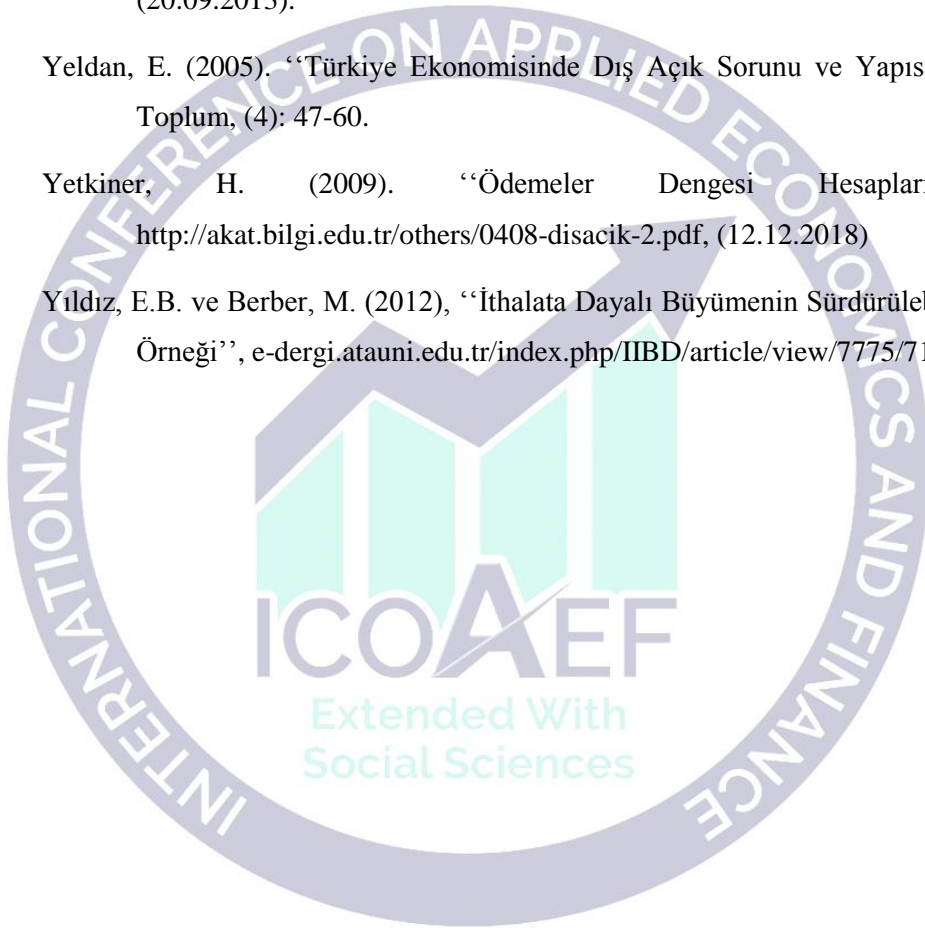 (20.09.2015).
Yeldan, E. (2005). ‘‘Türkiye Ekonomisinde Dış Açık Sorunu ve
Toplum, (4): 47-60.
Yetkiner, H. (2009). ‘‘Ödemeler Dengesi
http://akat.bilgi.edu.tr/others/0408-disacik-2.pdf, (12.12.2018)
Yıldız, E.B. ve Berber, M. (2012), ‘‘İthalata Dayalı Büyümenin
Örneği’’, e-dergi.atauni.edu.tr/index.php/IIBD/article/view/7775/71
INTERNATIONAL CONFERENCE ON APPLIED ECONOMICS AND FINANCE
ICOAEF
Extended With
Social Sciences